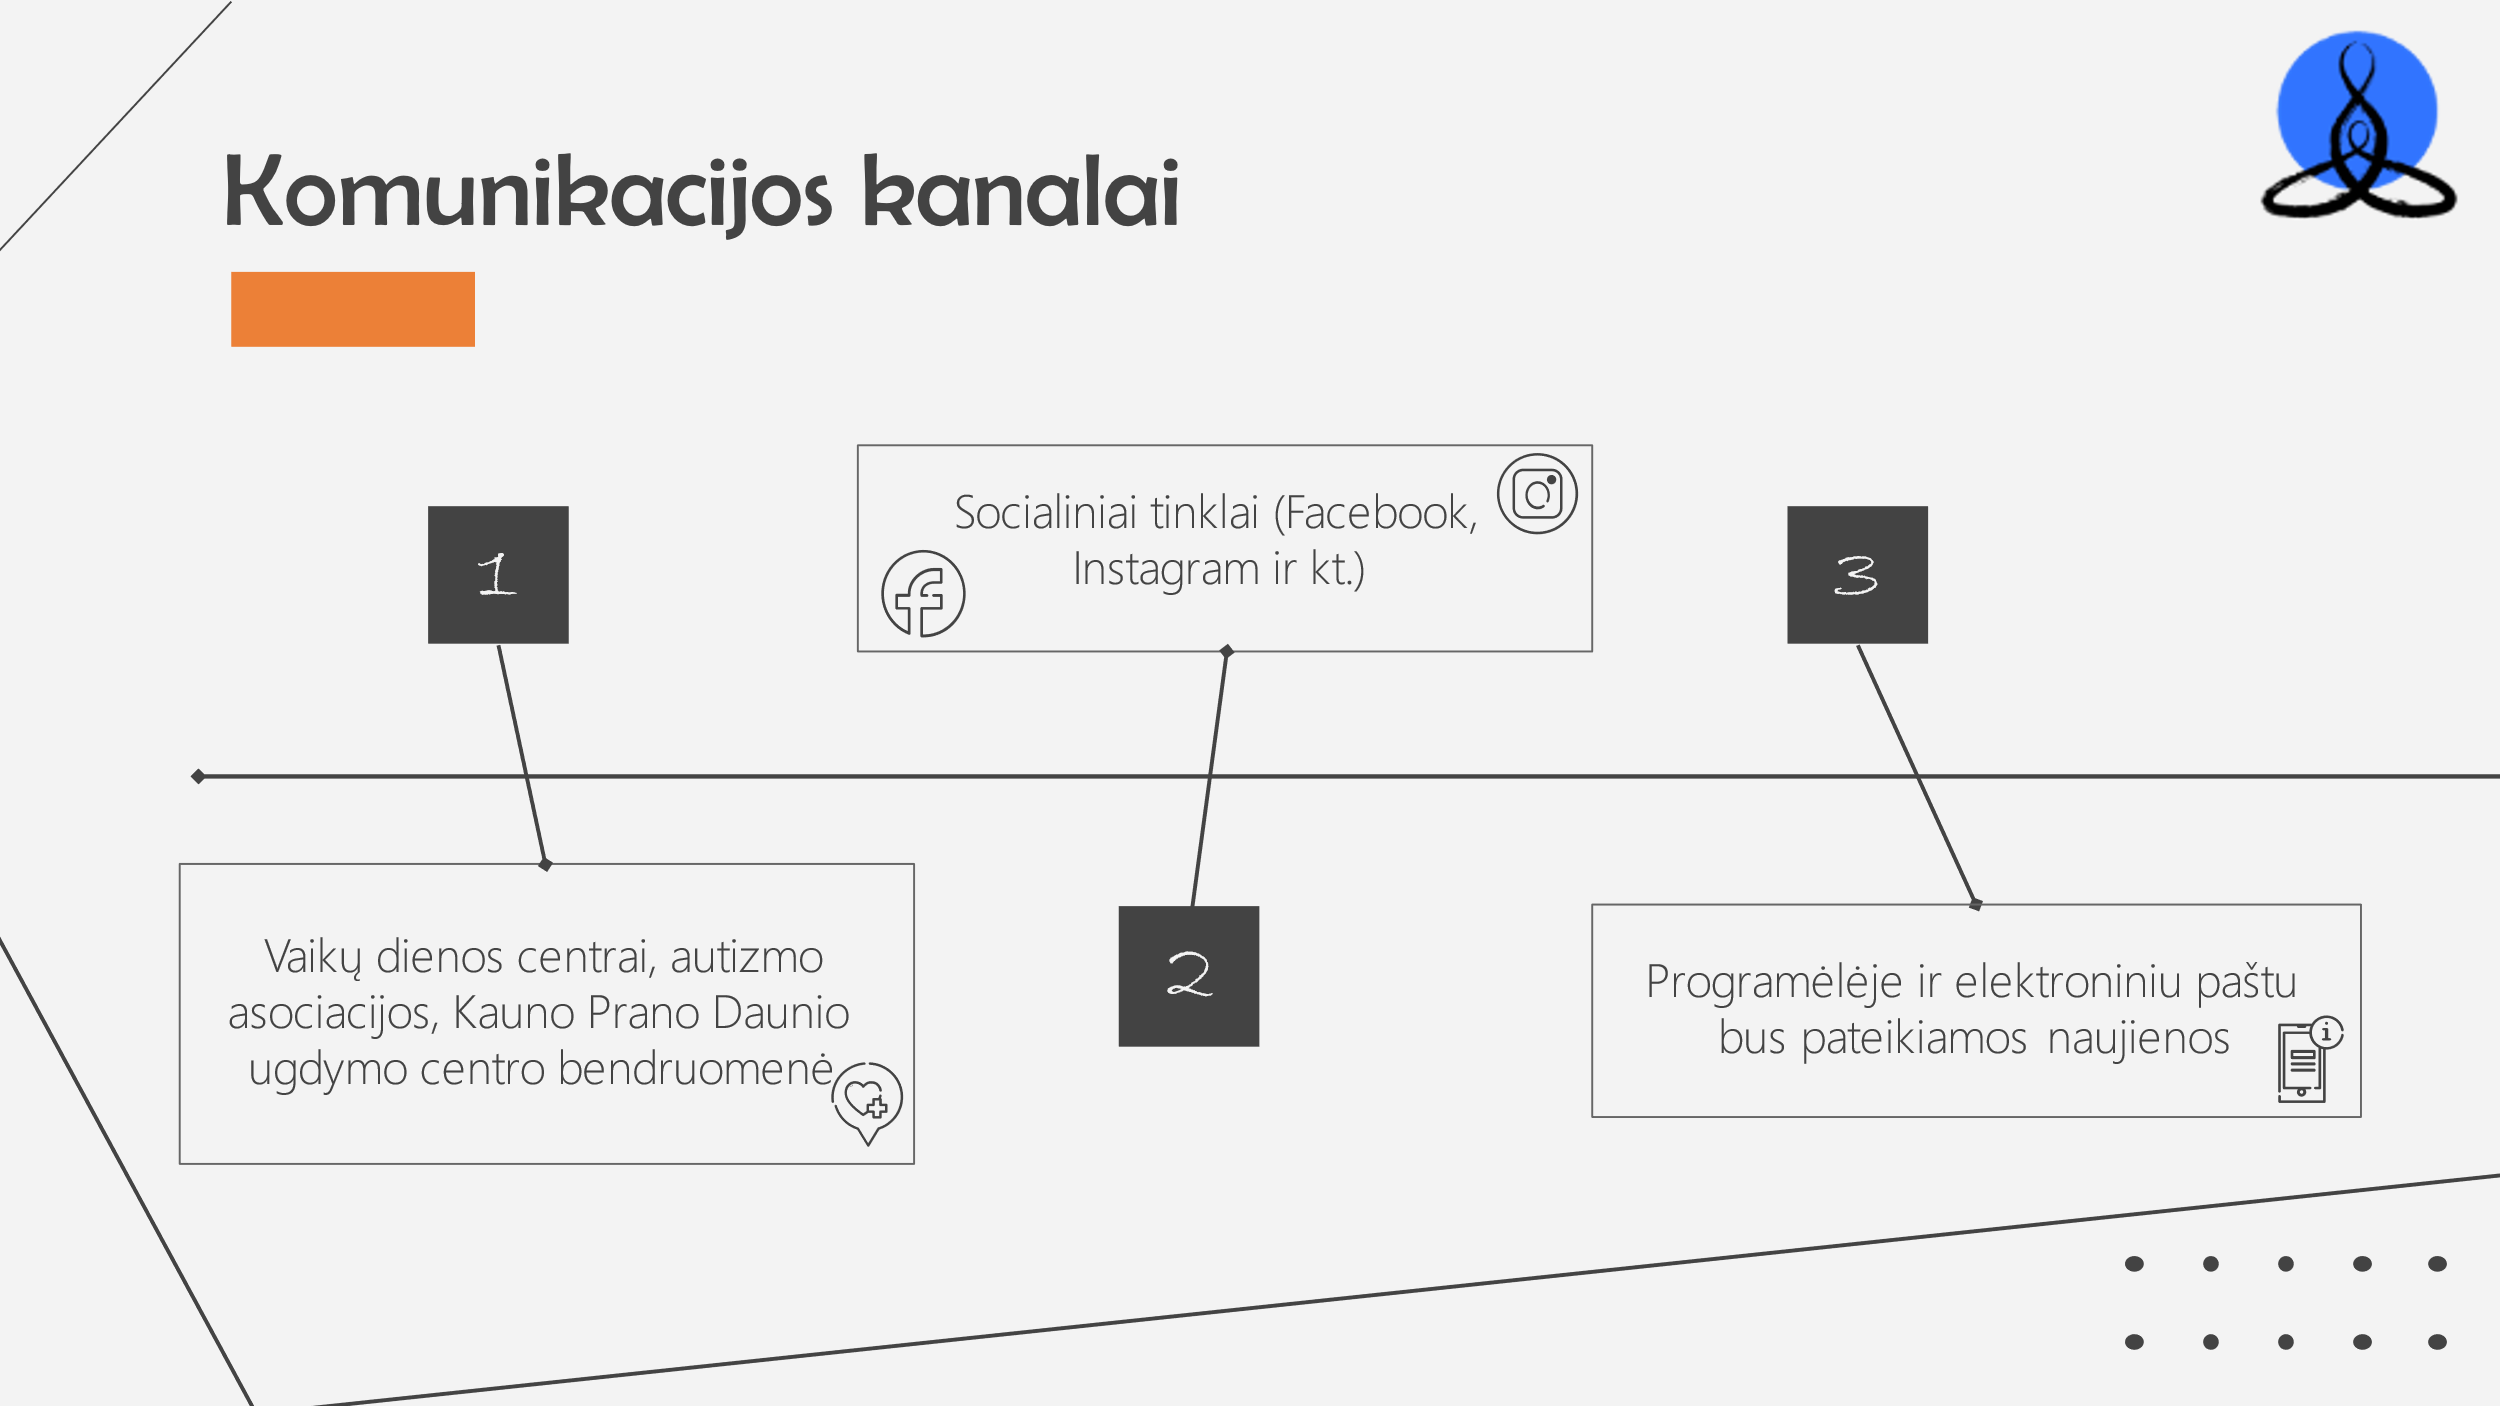 Komunikacijos kanalai
1
Vaikų dienos centrai, autizmo
asociacijos, Kauno Prano Daunio
ugdymo centro bendruomenė
Socialiniai tinklai (Facebook,
Instagram ir kt.)
2
3
Programėlėje ir elektroniniu paštu
bus pateikiamos  naujienos